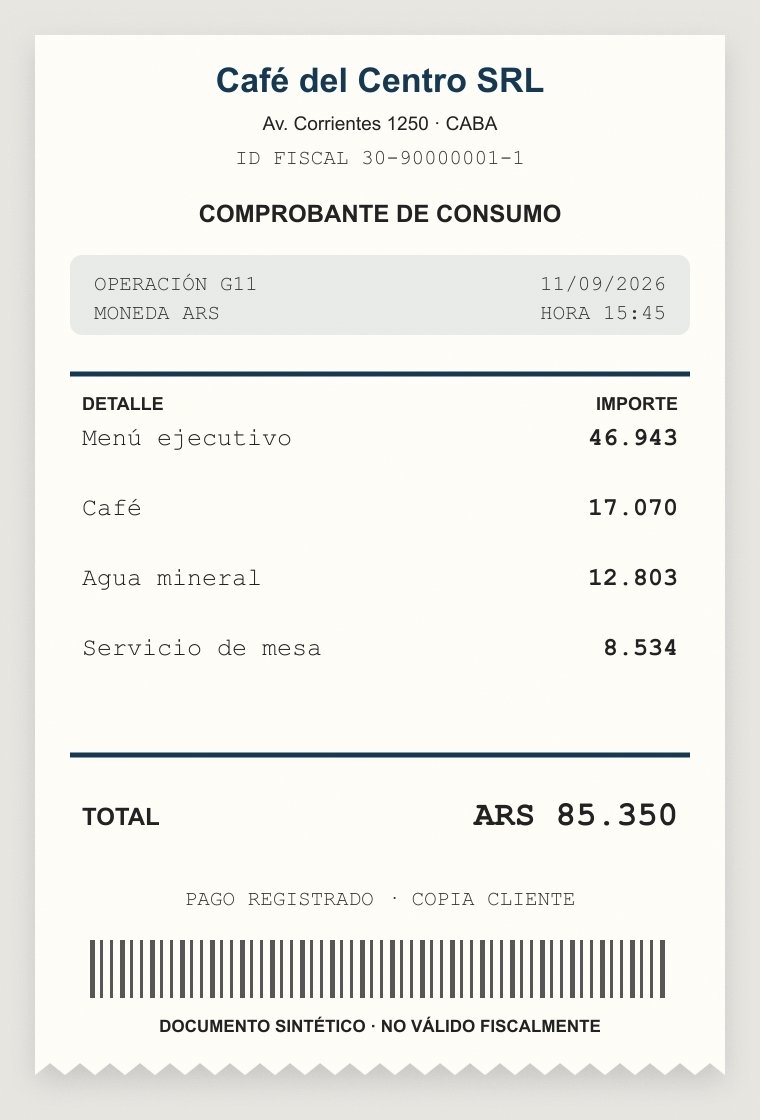 Café del Centro SRL
Av. Corrientes 1250 · CABA
ID FISCAL 30-90000001-1
COMPROBANTE DE CONSUMO
OPERACIÓN G11 11/09/2026
MONEDA ARS HORA 15:45
DETALLE IMPORTE
Menú ejecutivo 46.943
Café 17.070
Agua mineral 12.803
Servicio de mesa 8.534
TOTAL ARS 85.350
PAGO REGISTRADO · COPIA CLIENTE
DOCUMENTO SINTÉTICO · NO VÁLIDO FISCALMENTE